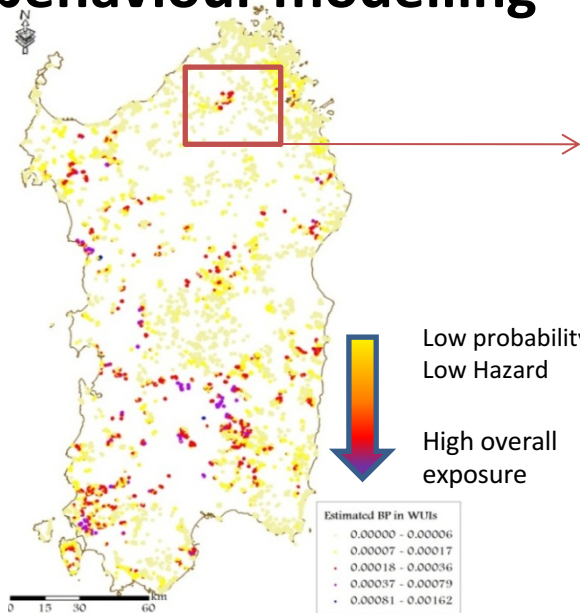 behaviour modelling
N
Low probability
Low Hazard
High overall
exposure
Estimated BP in WUIs
0.00000 - 0.00006
0.00007 - 0.00017
0.00018 - 0.00036
0.00037 - 0.00079
0.00081 - 0.00162
km
0 15 30 60